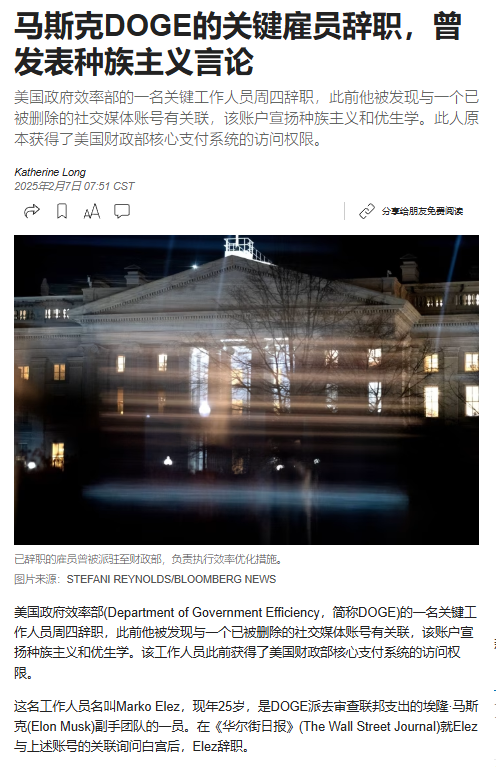 马斯克DOGE的关键雇员辞职，曾
发表种族主义言论
美国政府效率部的一名关键工作人员周四辞职，此前他被发现与一个已
被删除的社交媒体账号有关联，该账户宣扬种族主义和优生学。此人原
本获得了美国财政部核心支付系统的访问权限。
Katherine Long
2025年2月7日 07:51 CST
AA
分享给朋友免费阅读
已辞职的雇员曾被派驻至财政部，负责执行效率优化措施。
图片来源：STEFANI REYNOLDS/BLOOMBERG NEWS
美国政府效率部(Department of Government Efficiency，简称DOGE)的一名关键工
作人员周四辞职，此前他被发现与一个已被删除的社交媒体账号有关联，该账户宣
扬种族主义和优生学。该工作人员此前获得了美国财政部核心支付系统的访问权
限。
这名工作人员名叫Marko Elez，现年25岁，是DOGE派去审查联邦支出的埃隆·马斯
克(Elon Musk)副手团队的一员。在《华尔街日报》(The Wall Street Journal)就Elez
与上述账号的关联询问白宫后，Elez辞职。